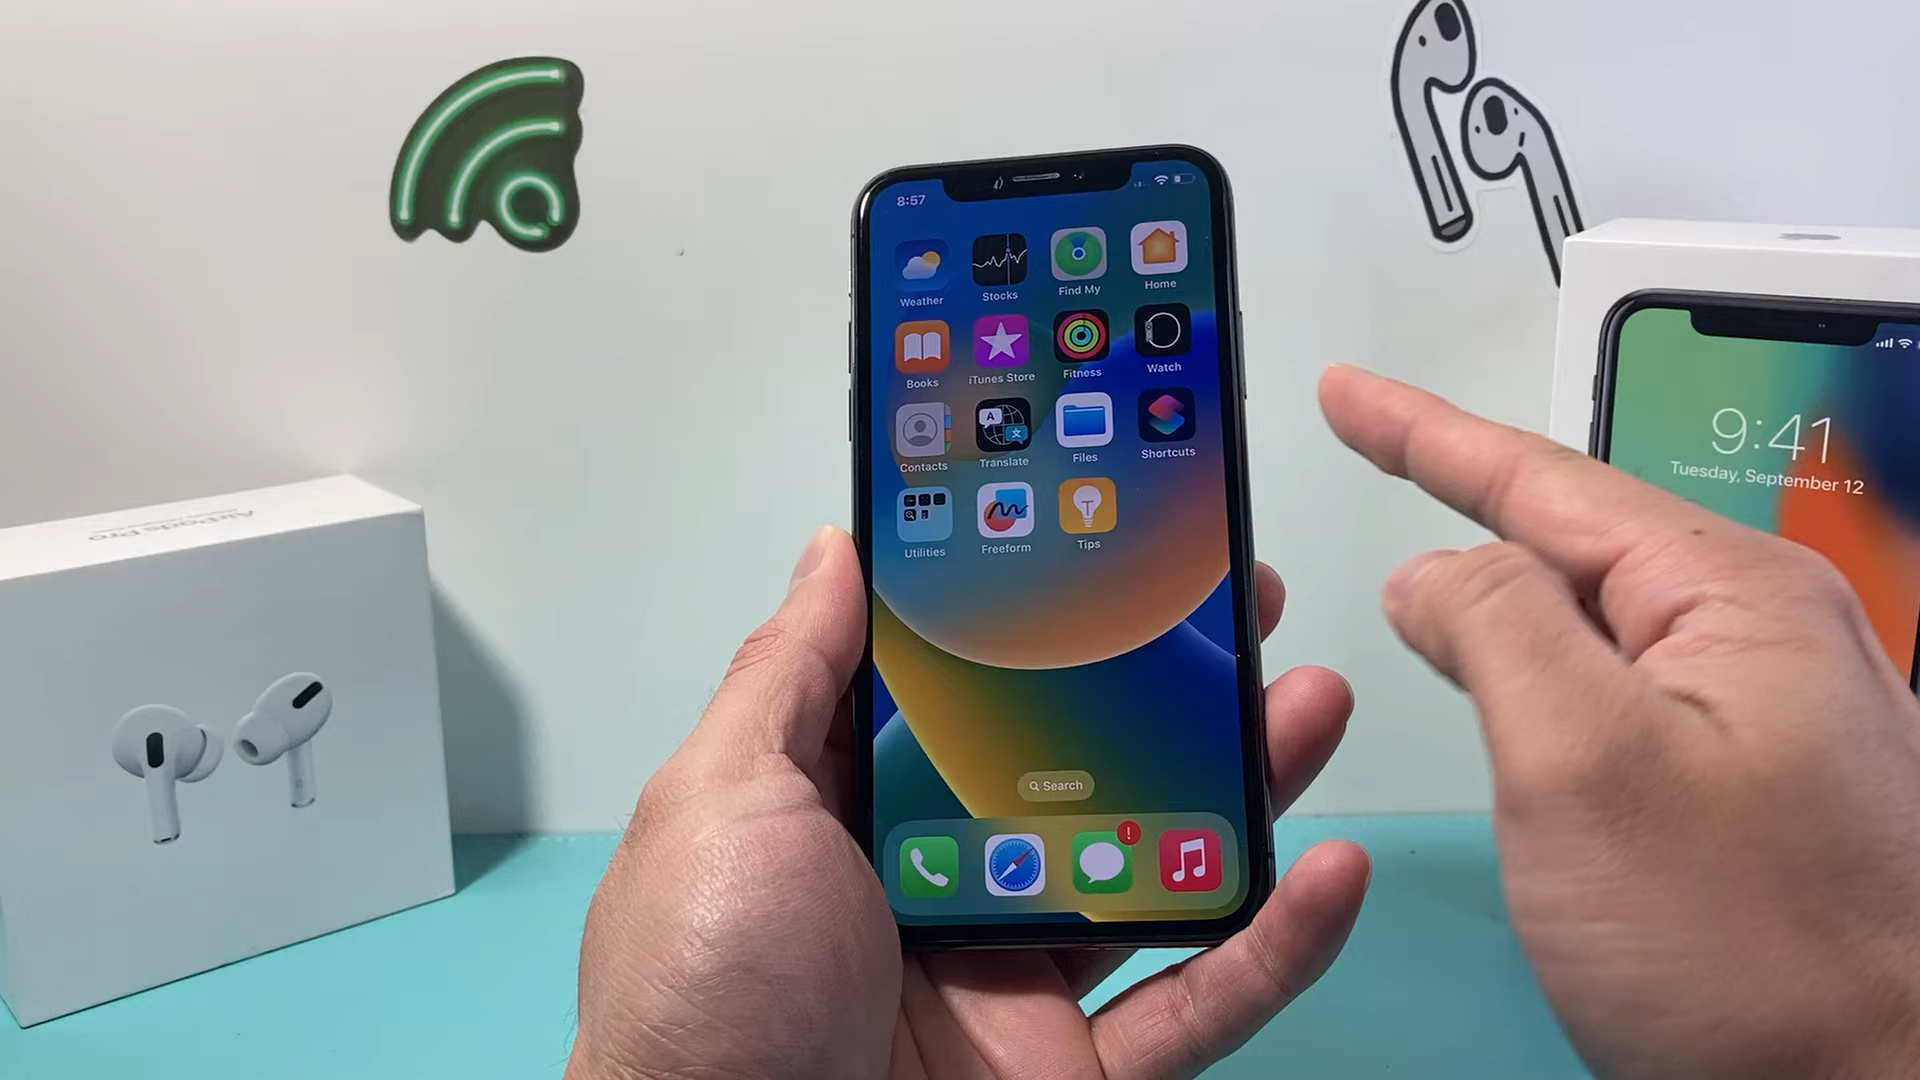 8:57
Weather
Stocks
Find My
Home
Books
iTunes Store
Fitness
Watch
Contacts
A
Translate
文
Files
Shortcuts
Utilities
Freeform
T
Tips
Search
!
9:41
Tuesday, September 12
AirPods Pro